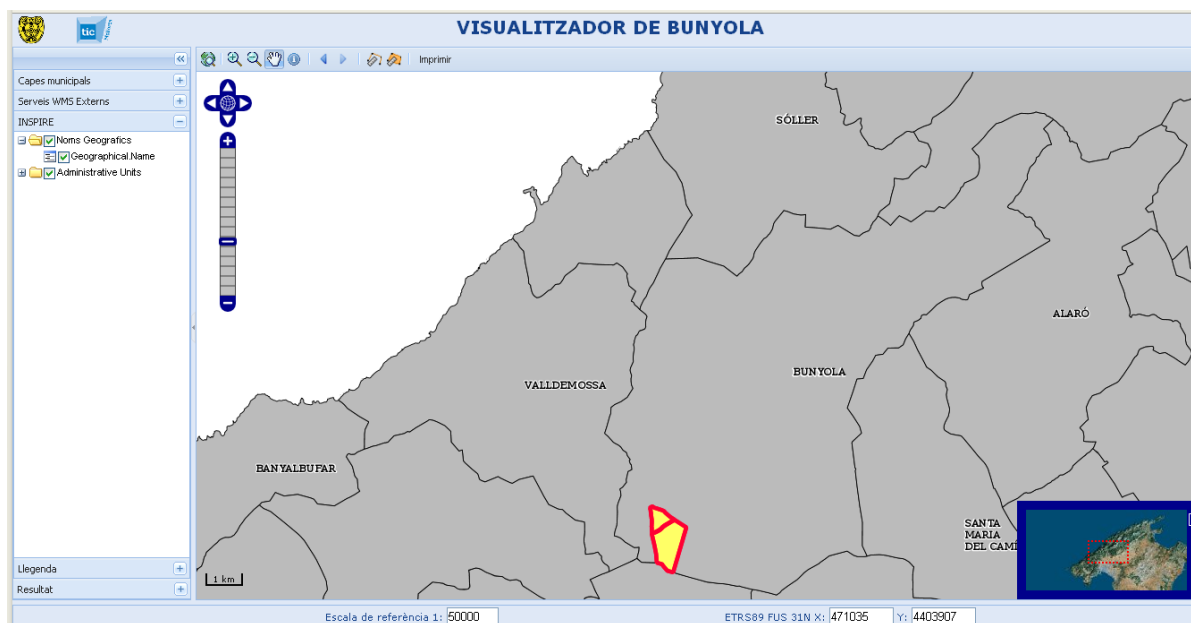 tic
VISUALITZADOR DE BUNYOLA
Imprimir
Capes municipals
Serveis WMS Externs
INSPIRE
Noms Geografics
Geographical.Name
Administrative Units
Llegenda
Resultat
SÓLLER
ALARÓ
BUNYOLA
VALLDEMOSSA
BANYALBUFAR
SANTA
MARIA
DEL CAMÍ
1 km
Escala de referència 1: 50000
ETRS89 FUS 31N X: 471035 Y: 4403907